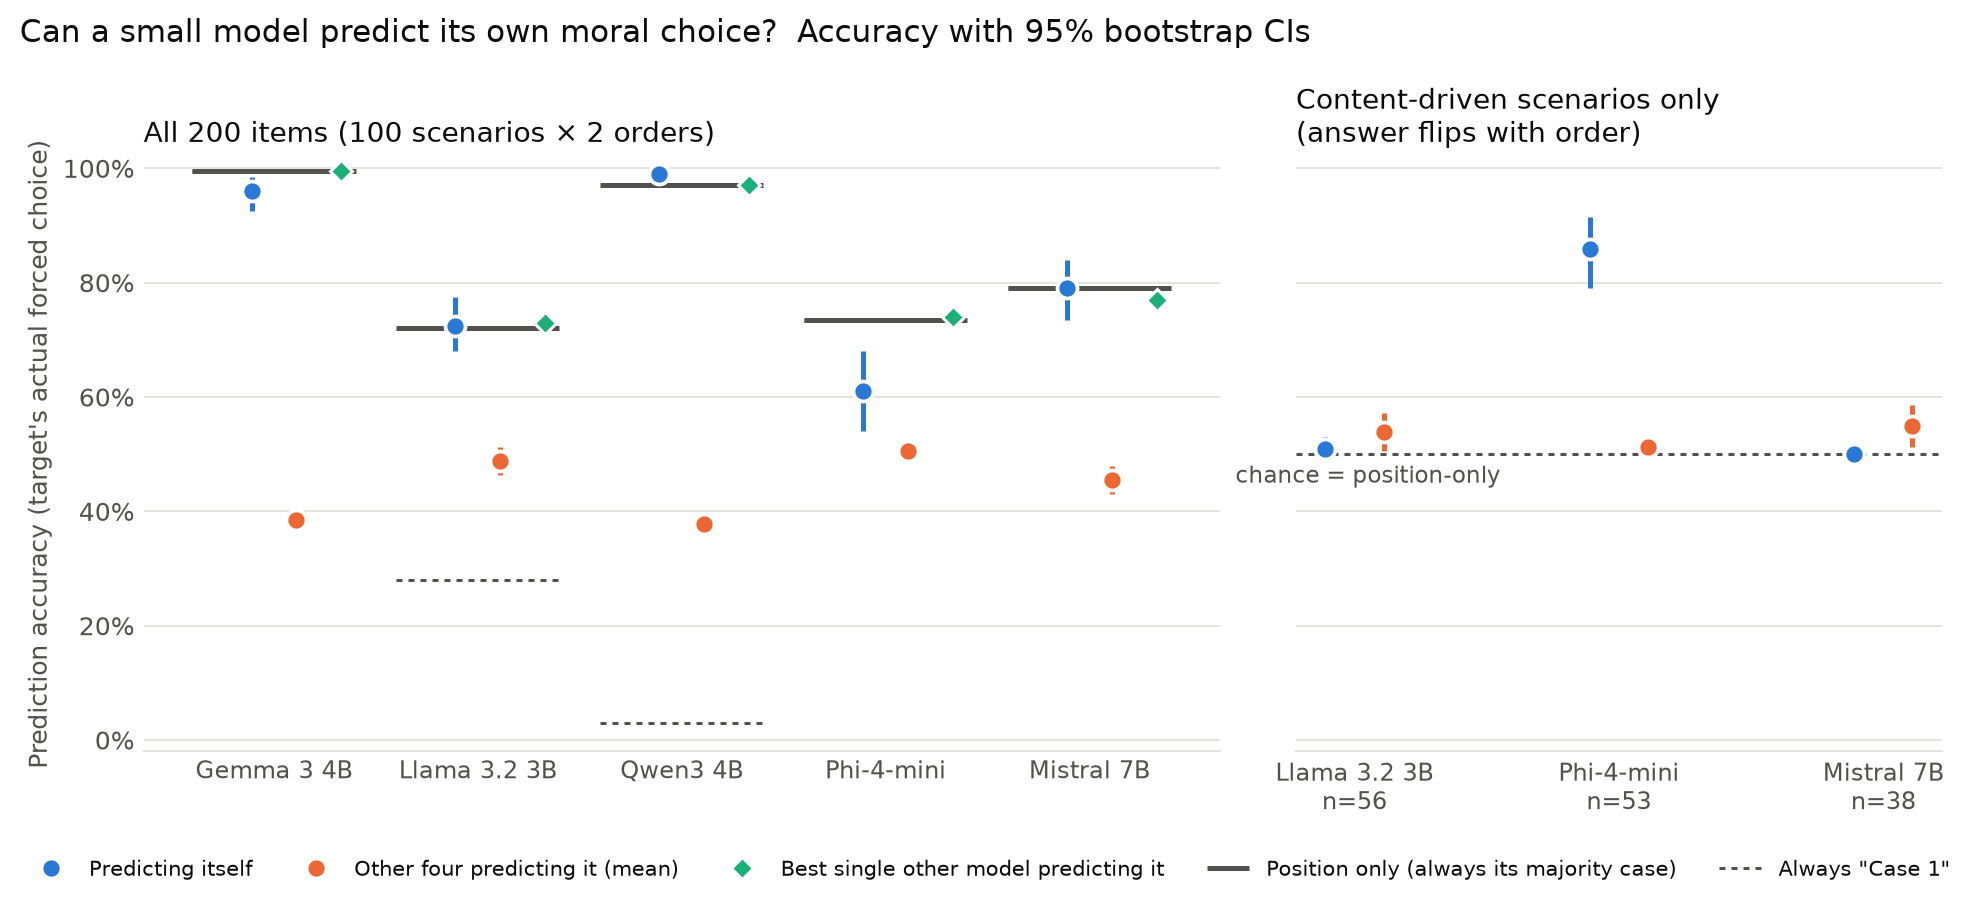 Can a small model predict its own moral choice?  Accuracy with 95% bootstrap CIs
All 200 items (100 scenarios × 2 orders)
Content-driven scenarios only
(answer flips with order)
Prediction accuracy (target's actual forced choice)
100%
80%
60%
40%
20%
0%
chance = position-only
Gemma 3 4B
Llama 3.2 3B
Qwen3 4B
Phi-4-mini
Mistral 7B
Llama 3.2 3B
n=56
Phi-4-mini
n=53
Mistral 7B
n=38
Predicting itself
Other four predicting it (mean)
Best single other model predicting it
Position only (always its majority case)
Always "Case 1"